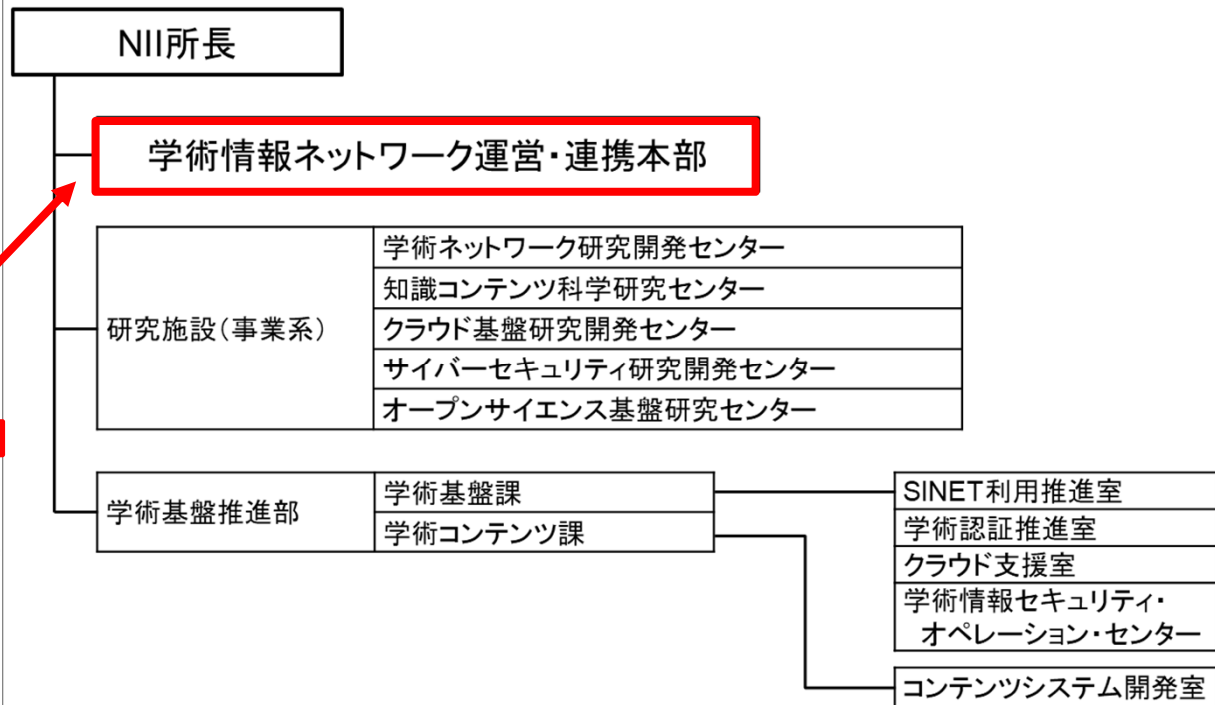 NII所長
学術情報ネットワーク運営・連携本部
研究施設(事業系)
学術ネットワーク研究開発センター
知識コンテンツ科学研究センター
クラウド基盤研究開発センター
サイバーセキュリティ研究開発センター
オープンサイエンス基盤研究センター
学術基盤推進部
学術基盤課
学術コンテンツ課
SINET利用推進室
学術認証推進室
クラウド支援室
学術情報セキュリティ・
オペレーション・センター
コンテンツシステム開発室